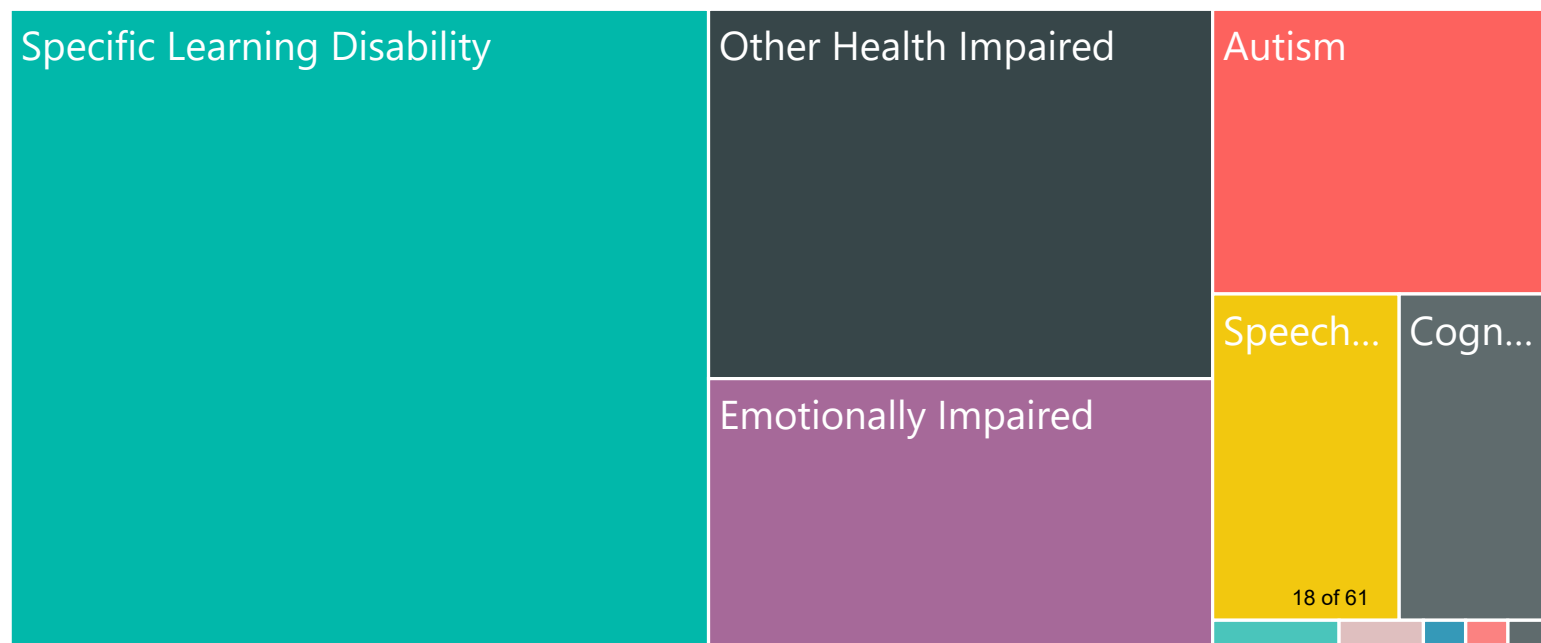 Specific Learning Disability
Other Health Impaired
Autism
Speech...
Cogn...
Emotionally Impaired
18 of 61